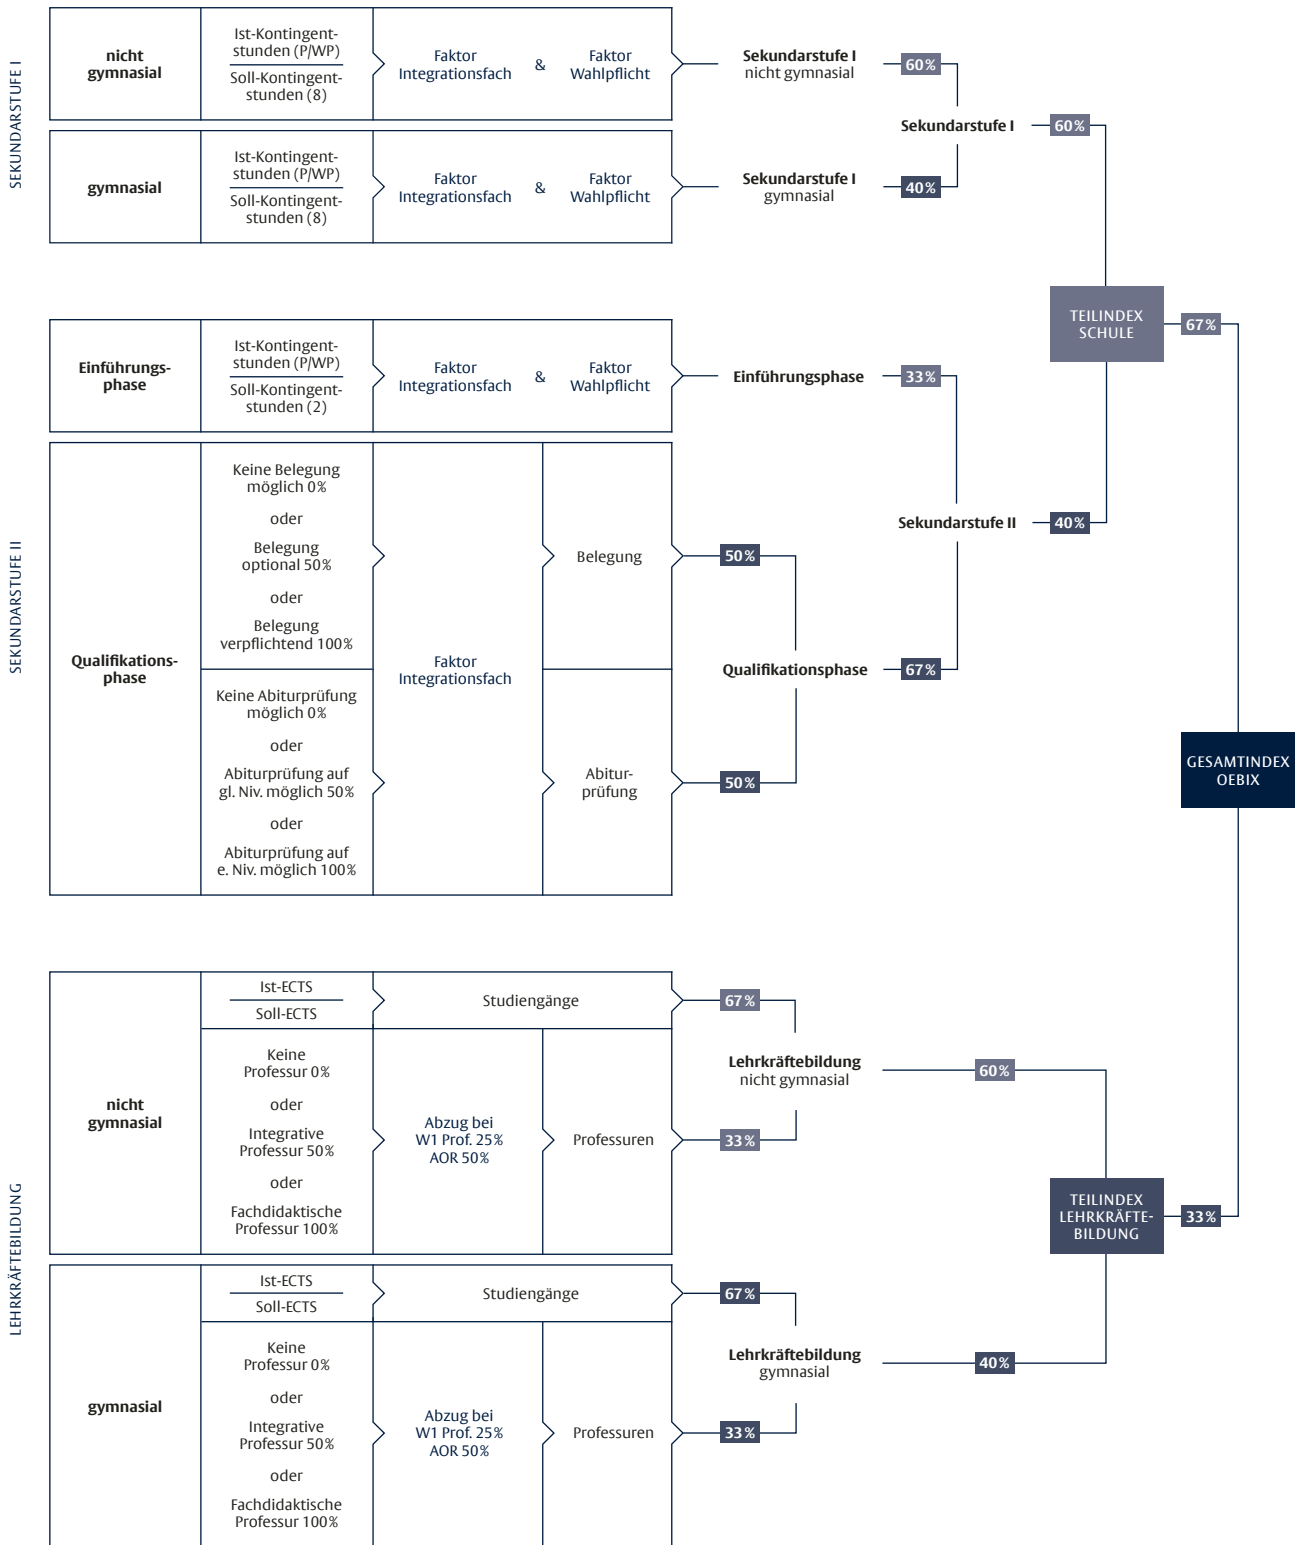 SEKUNDARSTUFE I
nicht
gymnasial
Ist-Kontingent-
stunden (P/WP)
Soll-Kontingent-
stunden (8)
Faktor
Integrationsfach
&
Faktor
Wahlpflicht
Sekundarstufe I
nicht gymnasial
60%
gymnasial
Ist-Kontingent-
stunden (P/WP)
Soll-Kontingent-
stunden (8)
Faktor
Integrationsfach
&
Faktor
Wahlpflicht
Sekundarstufe I
gymnasial
40%
Sekundarstufe I
60%
SEKUNDARSTUFE II
Einführungs-
phase
Ist-Kontingent-
stunden (P/WP)
Soll-Kontingent-
stunden (2)
Faktor
Integrationsfach
&
Faktor
Wahlpflicht
Einführungsphase
33%
Qualifikations-
phase
Keine Belegung
möglich 0%
oder
Belegung
optional 50%
oder
Belegung
verpflichtend 100%
Keine Abiturprüfung
möglich 0%
oder
Abiturprüfung auf
gl. Niv. möglich 50%
oder
Abiturprüfung auf
e. Niv. möglich 100%
Faktor
Integrationsfach
Belegung
50%
Abitur-
prüfung
50%
Qualifikationsphase
67%
Sekundarstufe II
40%
TEILINDEX
SCHULE
67%
GESAMTINDEX
OEBIX
LEHRKRÄFTEBILDUNG
nicht
gymnasial
Ist-ECTS
Soll-ECTS
Studiengänge
67%
Keine
Professur 0%
oder
Integrative
Professur 50%
oder
Fachdidaktische
Professur 100%
Abzug bei
W1 Prof. 25%
AOR 50%
Professuren
33%
Lehrkräftebildung
nicht gymnasial
60%
gymnasial
Ist-ECTS
Soll-ECTS
Studiengänge
67%
Keine
Professur 0%
oder
Integrative
Professur 50%
oder
Fachdidaktische
Professur 100%
Abzug bei
W1 Prof. 25%
AOR 50%
Professuren
33%
Lehrkräftebildung
gymnasial
40%
TEILINDEX
LEHRKRÄFTE-
BILDUNG
33%